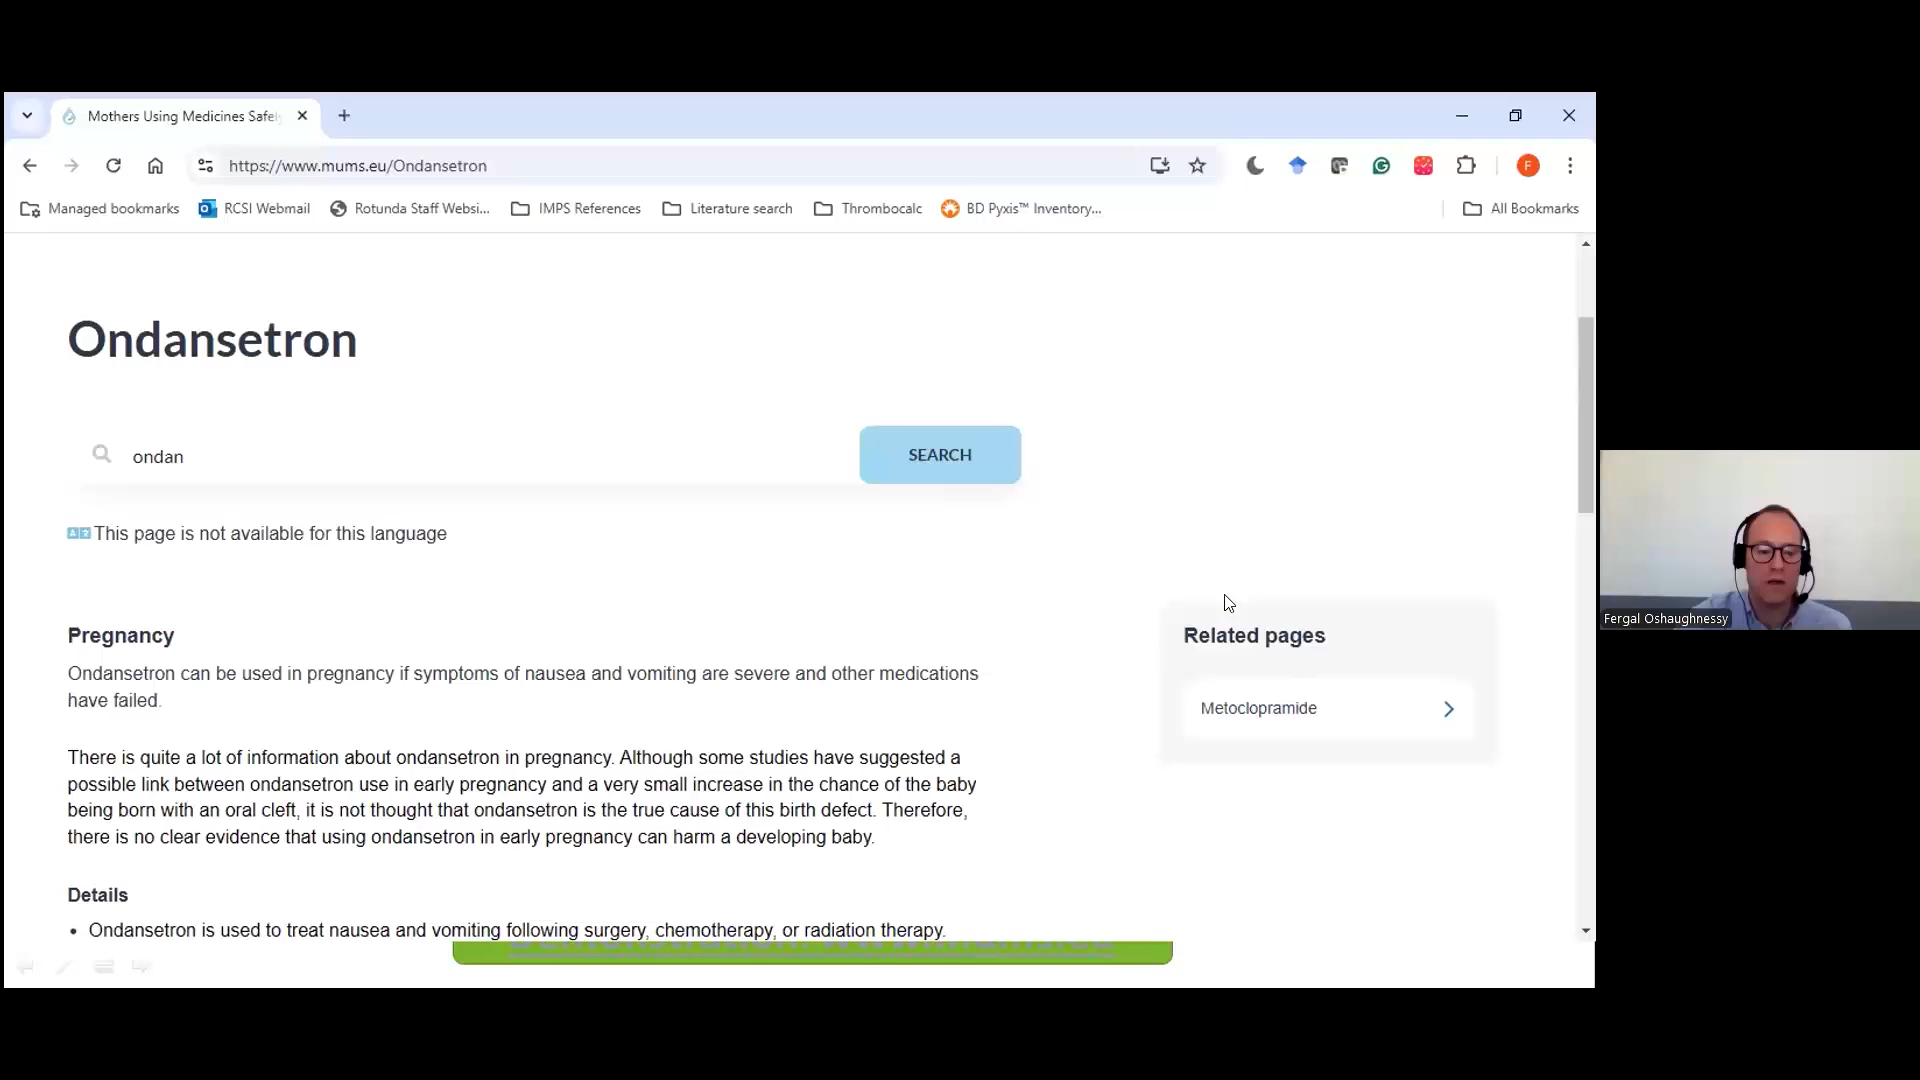 Mothers Using Medicines Safel
https://www.mums.eu/Ondansetron
F
Managed bookmarks
RCSI Webmail
Rotunda Staff Websi...
IMPS References
Literature search
Thrombocalc
BD Pyxis™ Inventory...
All Bookmarks
Ondansetron
ondan
SEARCH
This page is not available for this language
Pregnancy
Ondansetron can be used in pregnancy if symptoms of nausea and vomiting are severe and other medications
have failed.
There is quite a lot of information about ondansetron in pregnancy. Although some studies have suggested a
possible link between ondansetron use in early pregnancy and a very small increase in the chance of the baby
being born with an oral cleft, it is not thought that ondansetron is the true cause of this birth defect. Therefore,
there is no clear evidence that using ondansetron in early pregnancy can harm a developing baby.
Details
• Ondansetron is used to treat nausea and vomiting following surgery, chemotherapy, or radiation therapy.
Related pages
Metoclopramide
Fergal Oshaughnessy